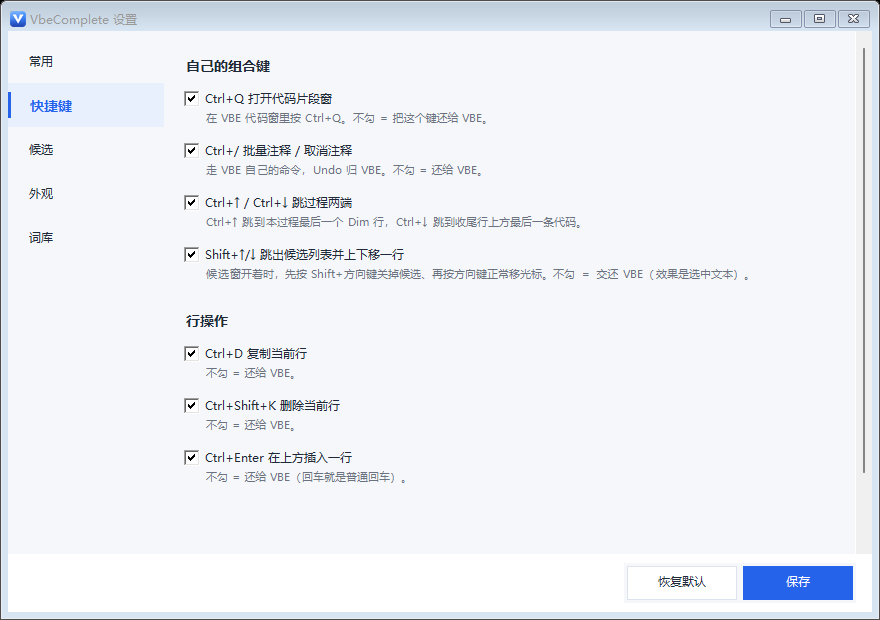 VbeComplete 设置
常用
快捷键
候选
外观
词库
自己的组合键
Ctrl+Q 打开代码片段窗
在 VBE 代码窗里按 Ctrl+Q。不勾 = 把这个键还给 VBE。
Ctrl+/ 批量注释 / 取消注释
走 VBE 自己的命令，Undo 归 VBE。不勾 = 还给 VBE。
Ctrl+↑ / Ctrl+↓ 跳过程两端
Ctrl+↑ 跳到本过程最后一个 Dim 行，Ctrl+↓ 跳到收尾行上方最后一条代码。
Shift+↑/↓ 跳出候选列表并上下移一行
候选窗开着时，先按 Shift+方向键关掉候选、再按方向键正常移光标。不勾 = 交还 VBE（效果是选中文本）。
行操作
Ctrl+D 复制当前行
不勾 = 还给 VBE。
Ctrl+Shift+K 删除当前行
不勾 = 还给 VBE。
Ctrl+Enter 在上方插入一行
不勾 = 还给 VBE（回车就是普通回车）。
恢复默认
保存